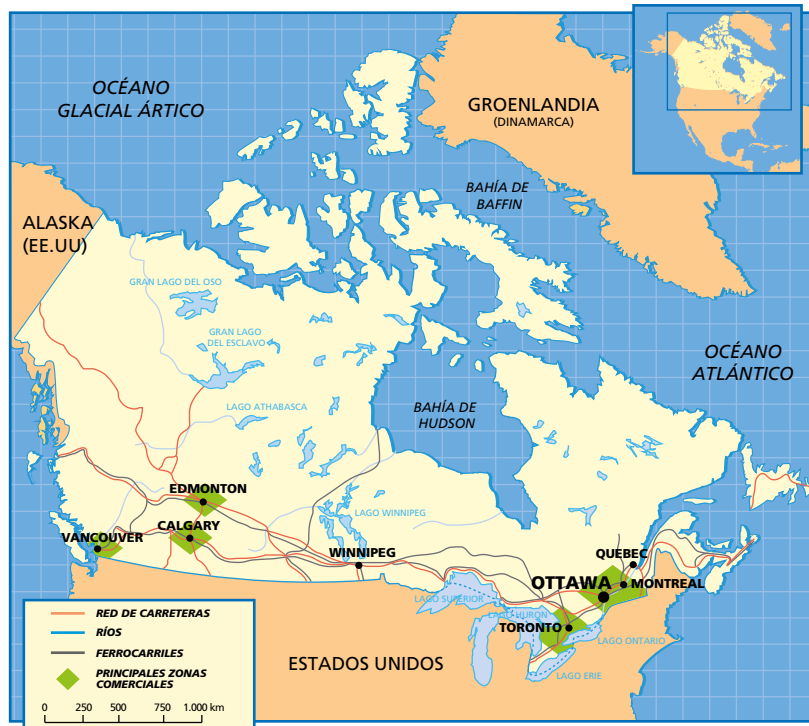 OCÉANO
GLACIAL ÁRTICO
GROENLANDIA
(DINAMARCA)
BAHÍA DE
BAFFIN
ALASKA
(EE.UU)
GRAN LAGO DEL OSO
GRAN LAGO
DEL ESCLAVO
OCÉANO
ATLÁNTICO
LAGO ATHABASCA
BAHÍA DE
HUDSON
EDMONTON
LAGO WINNIPEG
CALGARY
VANCOUVER
WINNIPEG
QUÉBEC
OTTAWA
MONTREAL
LAGO SUPERIOR
LAGO HURON
TORONTO
LAGO ONTARIO
LAGO ERIE
ESTADOS UNIDOS
RED DE CARRETERAS
RÍOS
FERROCARRILES
PRINCIPALES ZONAS
COMERCIALES
0 250 500 750 1.000 km